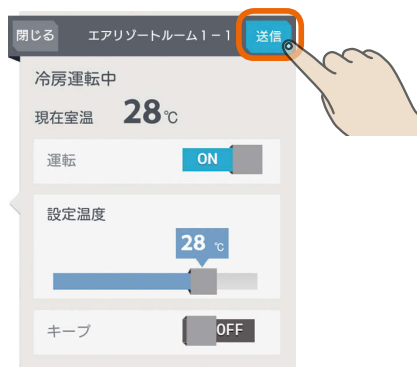 閉じる エアリゾートルーム1－1 送信
冷房運転中
現在室温 28℃
運転 ON
設定温度
28 ℃
キープ OFF